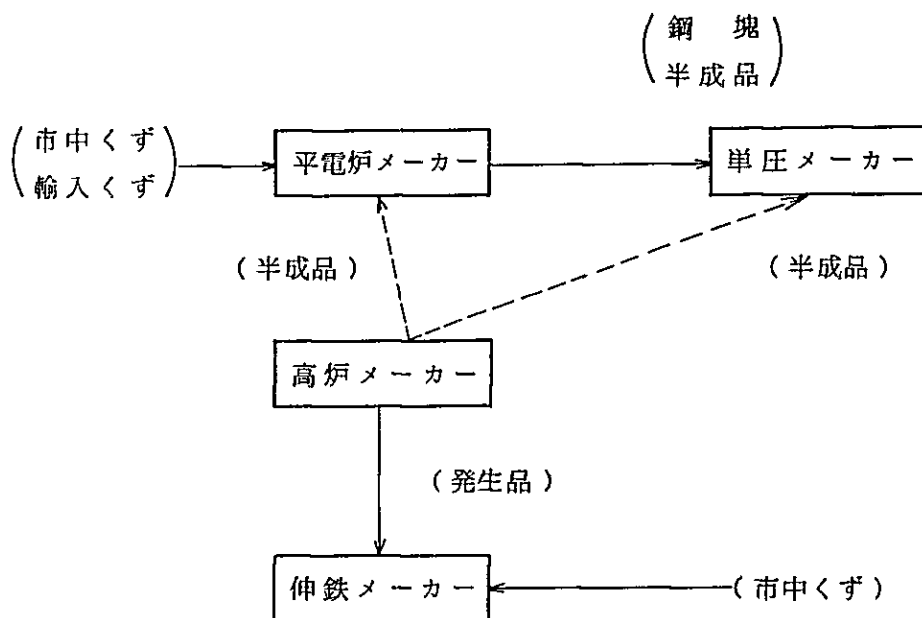 鋼塊
半成品
市中くず
輸入くず
平電炉メーカー
単圧メーカー
(半成品)
(半成品)
高炉メーカー
(発生品)
伸鉄メーカー
(市中くず)